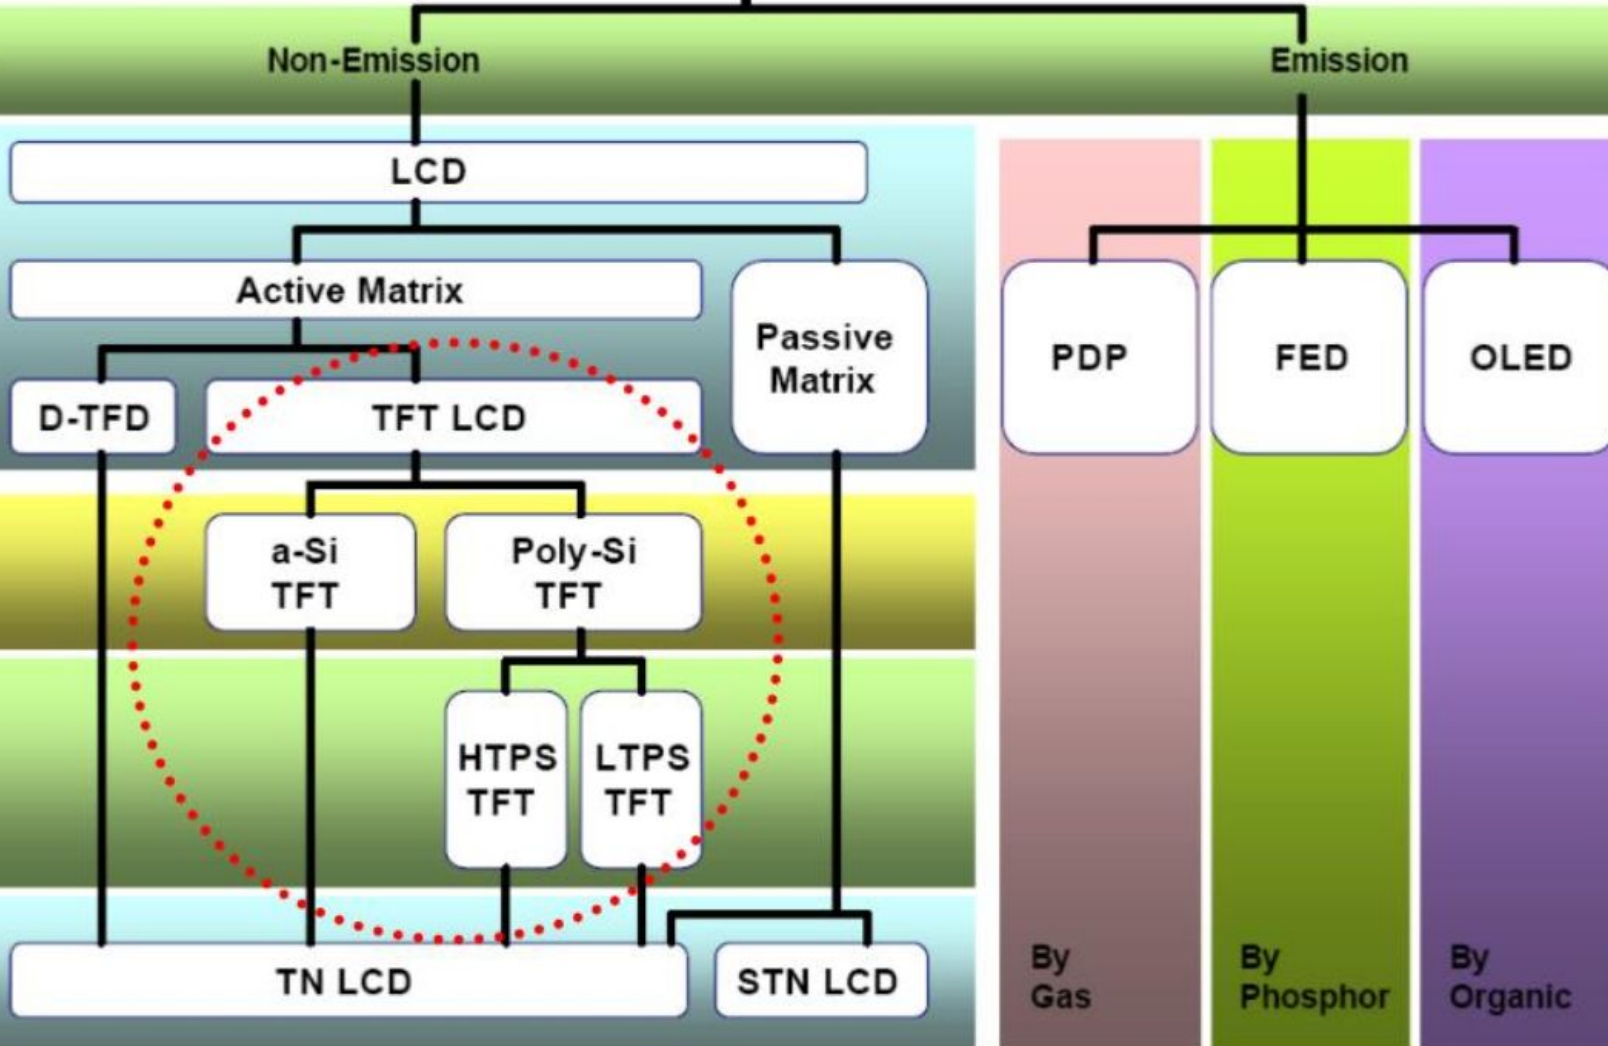 Non-Emission
Emission
LCD
Active Matrix
Passive
Matrix
PDP
FED
OLED
D-TFD
TFT LCD
a-Si
TFT
Poly-Si
TFT
HTPS
TFT
LTPS
TFT
TN LCD
STN LCD
By
Gas
By
Phosphor
By
Organic